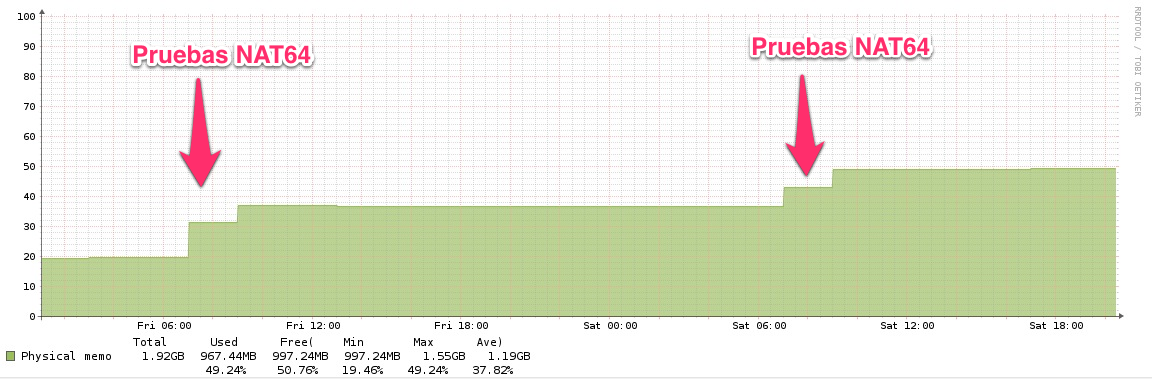 100
90
80
70
60
50
40
30
20
10
0
Pruebas NAT64
Pruebas NAT64
RRDTOOL / TOBI OETIKER
Fri 06:00 Fri 12:00 Fri 18:00 Sat 00:00 Sat 06:00 Sat 12:00 Sat 18:00
Total Used Free( Min Max Ave)
Physical memo 1.92GB 967.44MB 997.24MB 997.24MB 1.55GB 1.19GB
49.24% 50.76% 19.46% 49.24% 37.82%